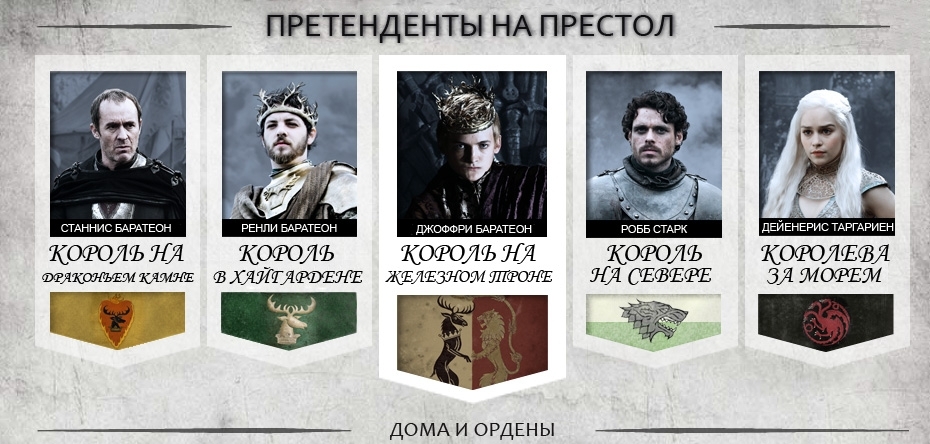 ПРЕТЕНДЕНТЫ НА ПРЕСТОЛ
СТАННИС БАРАТЕОН
КОРОЛЬ НА
ДРАКОНЬЕМ КАМНЕ
РЕНЛИ БАРАТЕОН
КОРОЛЬ
В ХАЙГАРДЕНЕ
ДЖОФФРИ БАРАТЕОН
КОРОЛЬ НА
ЖЕЛЕЗНОМ ТРОНЕ
РОББ СТАРК
КОРОЛЬ
НА СЕВЕРЕ
ДЕЙЕНЕРИС ТАРГАРИЕН
КОРОЛЕВА
ЗА МОРЕМ
ДОМА И ОРДЕНЫ